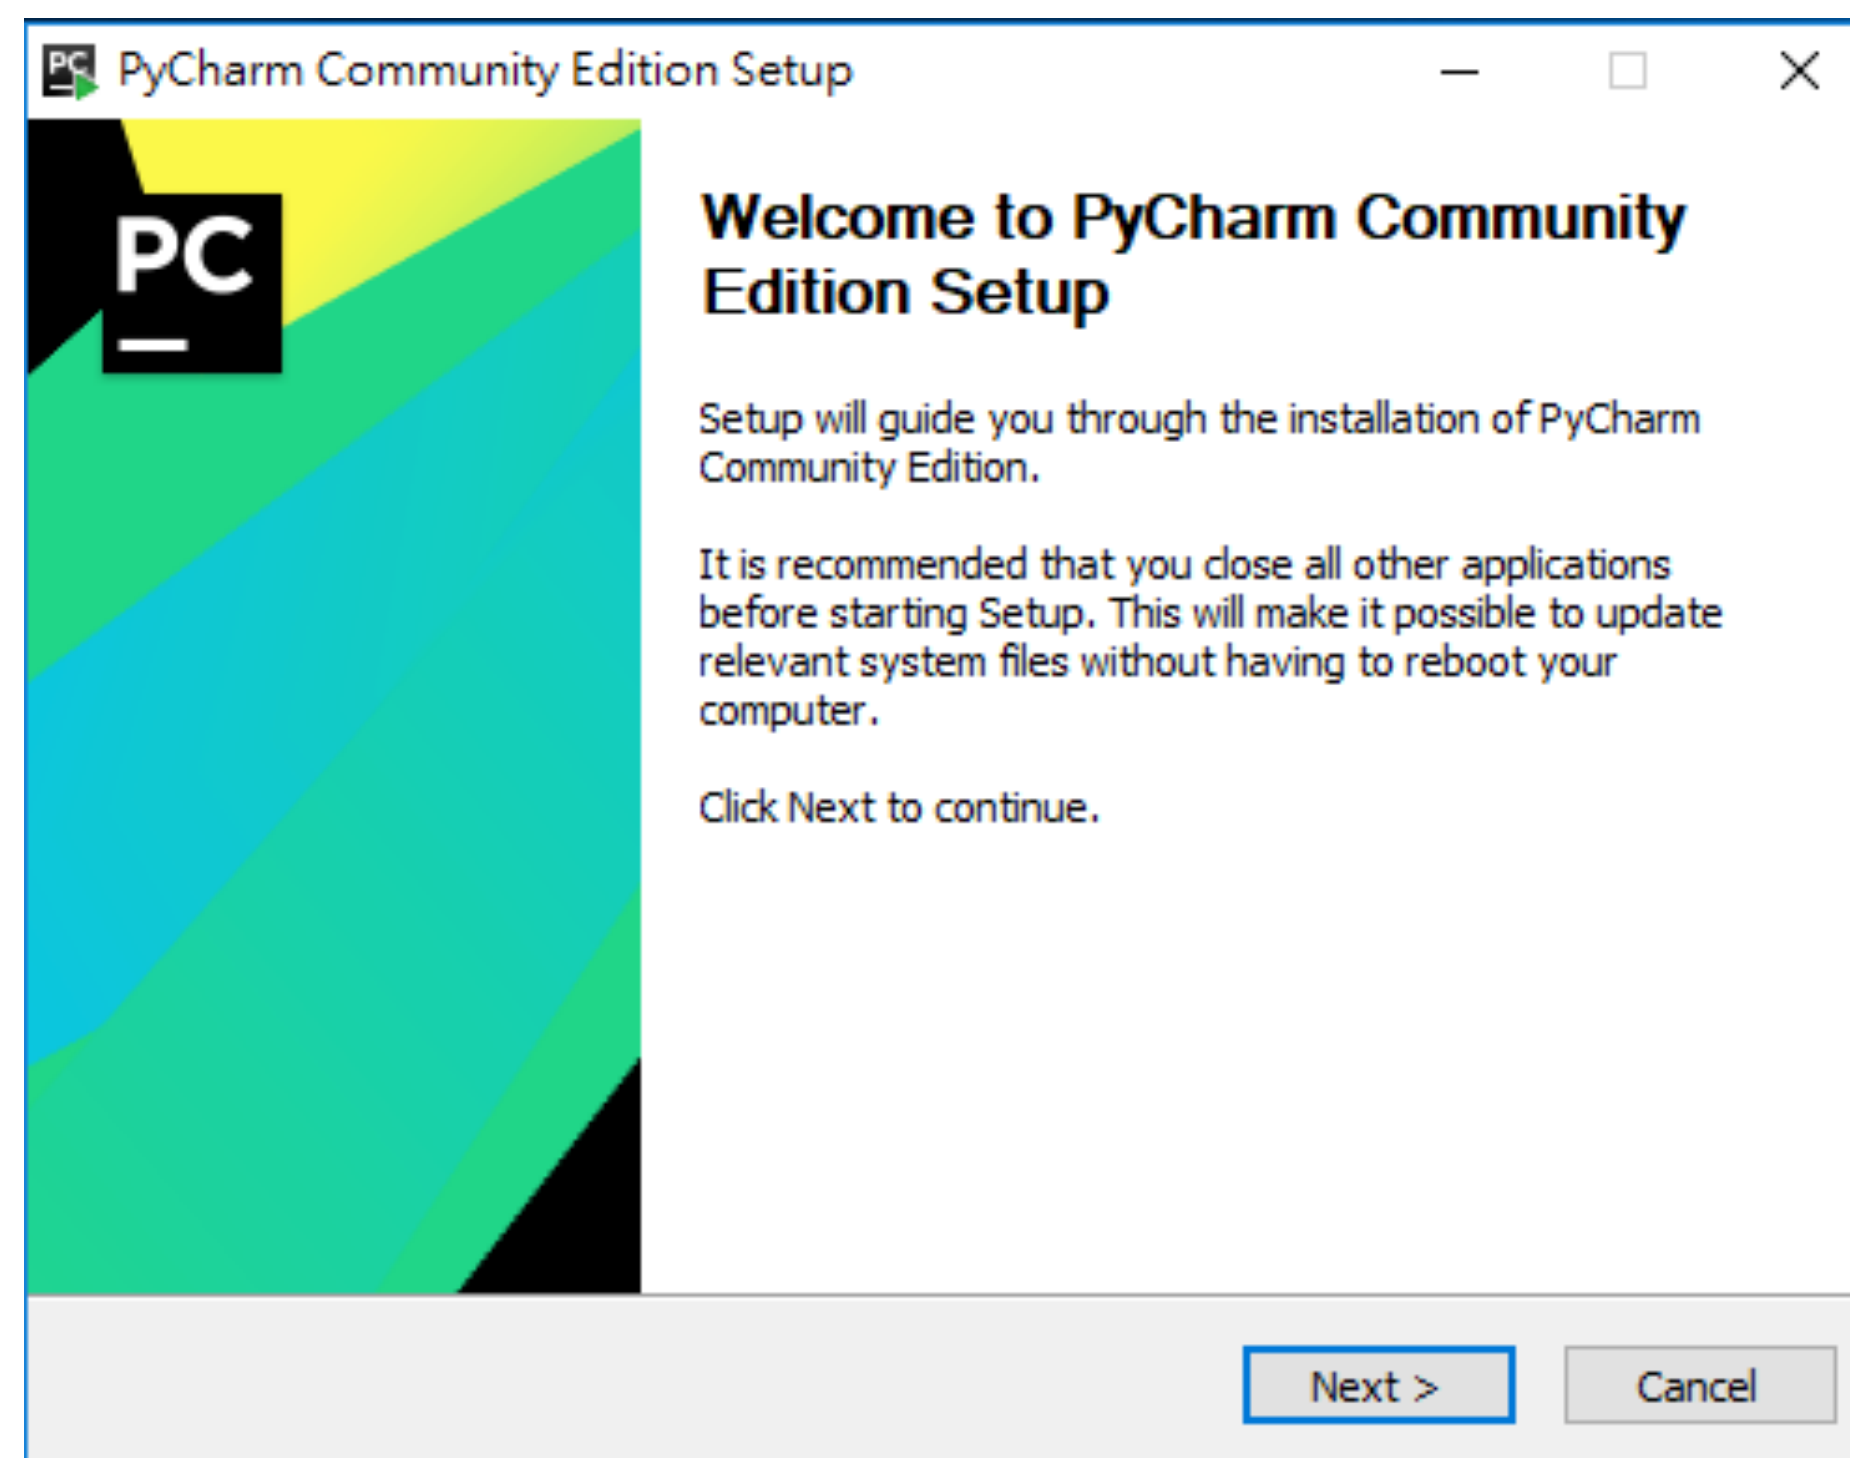 PyCharm Community Edition Setup
PC
Welcome to PyCharm Community
Edition Setup
Setup will guide you through the installation of PyCharm
Community Edition.
It is recommended that you close all other applications
before starting Setup. This will make it possible to update
relevant system files without having to reboot your
computer.
Click Next to continue.
Next >
Cancel